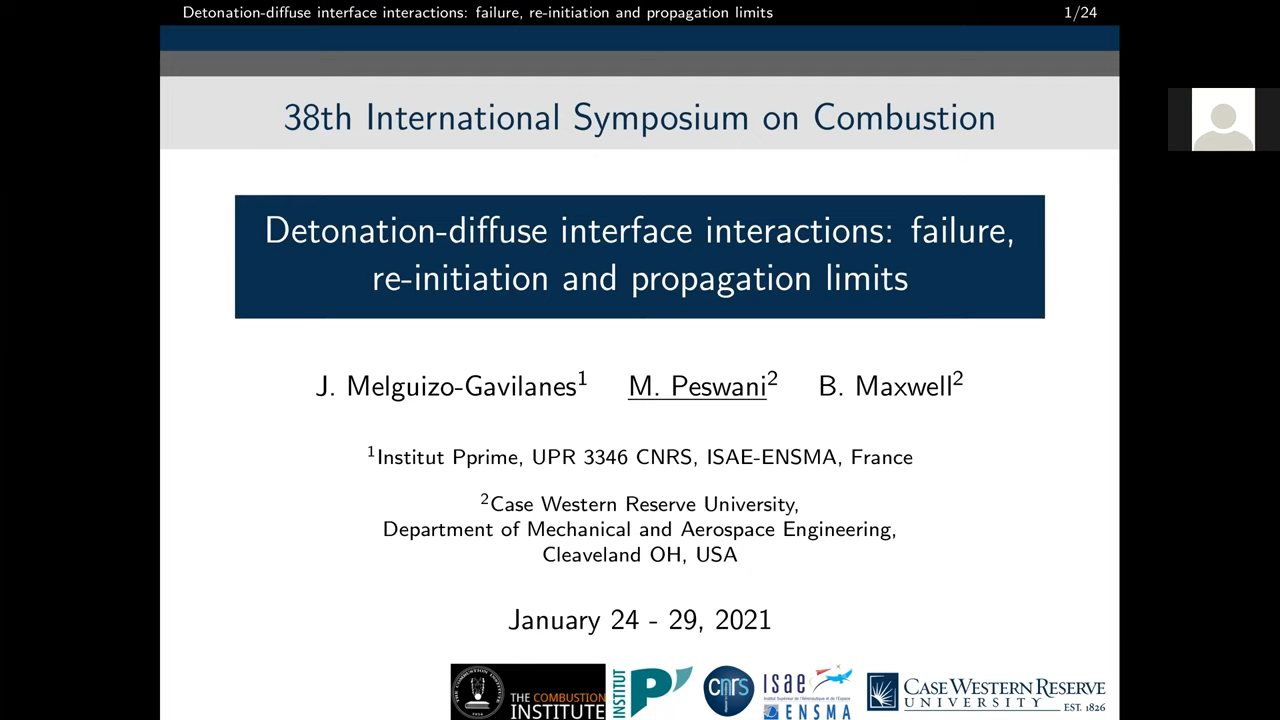 Detonation-diffuse interface interactions: failure, re-initiation and propagation limits 1/24
38th International Symposium on Combustion
Detonation-diffuse interface interactions: failure,
re-initiation and propagation limits
J. Melguizo-Gavilanes1 M. Peswani2 B. Maxwell2
1Institut Pprime, UPR 3346 CNRS, ISAE-ENSMA, France
2Case Western Reserve University,
Department of Mechanical and Aerospace Engineering,
Cleaveland OH, USA
January 24 - 29, 2021
THE COMBUSTION
INSTITUTE
INSTITUT
P'
cnrs
isae
ENSMA
CASE WESTERN RESERVE
UNIVERSITY
EST. 1826